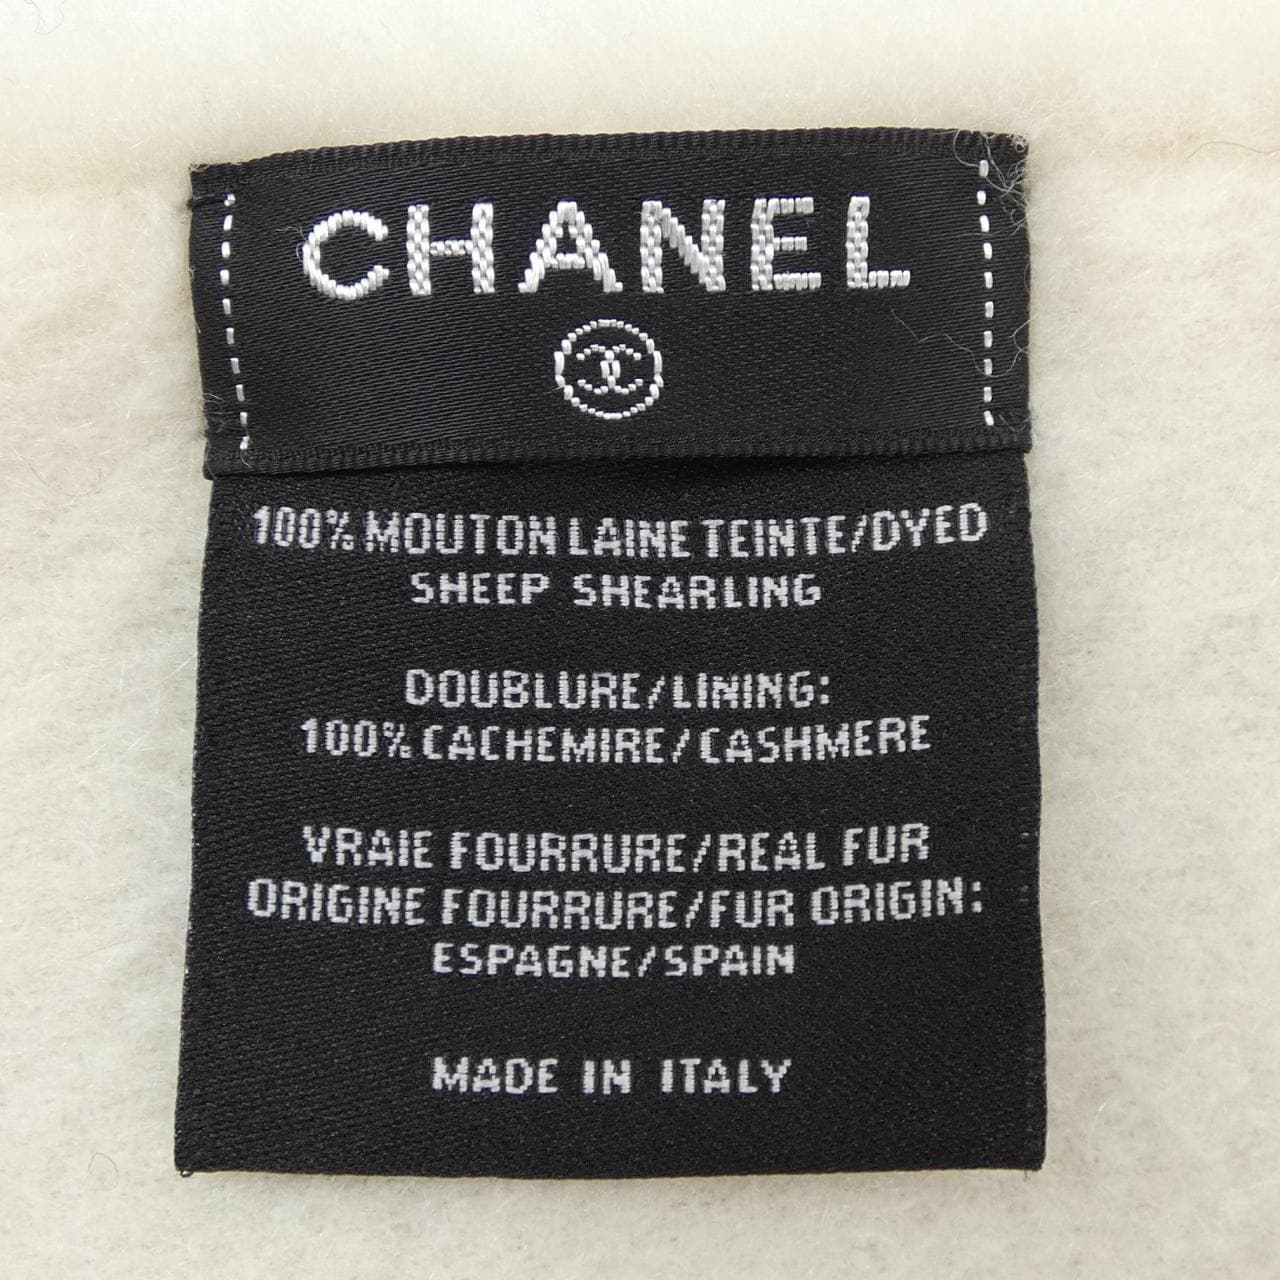 CHANEL
100% MOUTON LAINE TEINTE/DYED
SHEEP SHEARLING
DOUBLURE/LINING:
100% CACHEMIRE/CASHMERE
VRAIE FOURRURE/REAL FUR
ORIGINE FOURRURE/FUR ORIGIN:
ESPAGNE/SPAIN
MADE IN ITALY